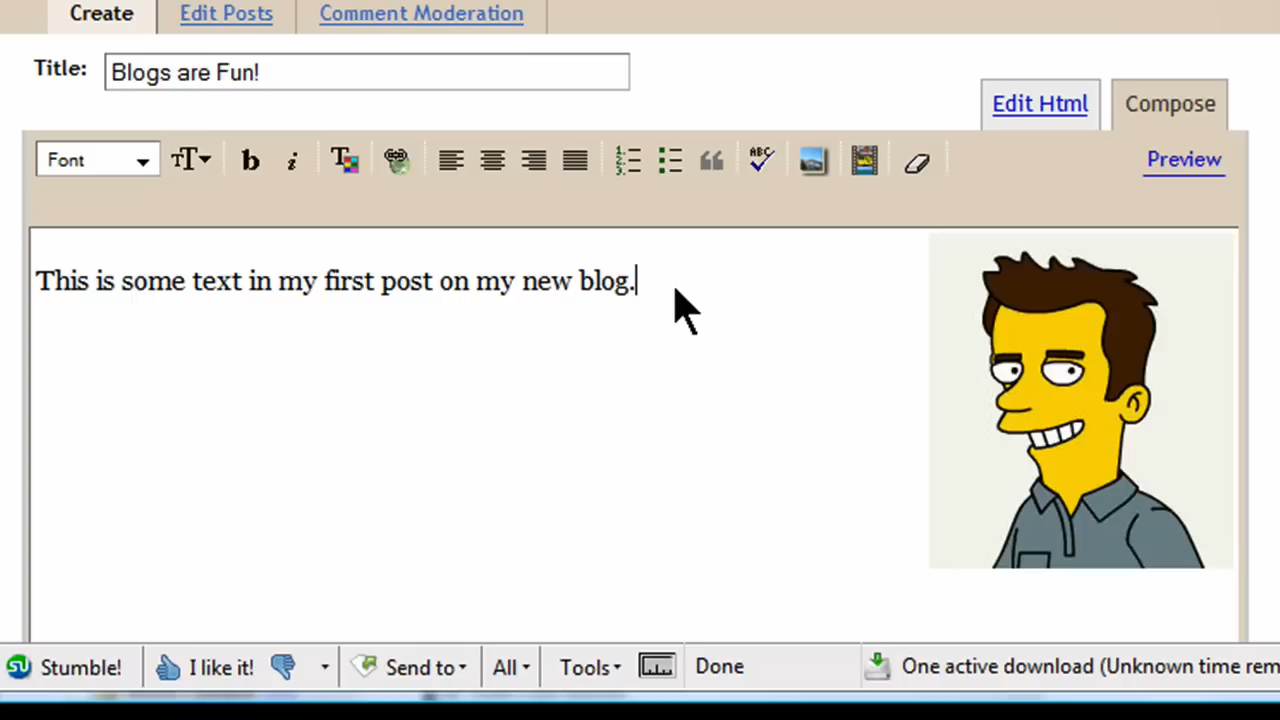 Create Edit Posts Comment Moderation
Title: Blogs are Fun!
Edit Html Compose
Font Preview
This is some text in my first post on my new blog.
Stumble! I like it! Send to All Tools Done One active download (Unknown time rem